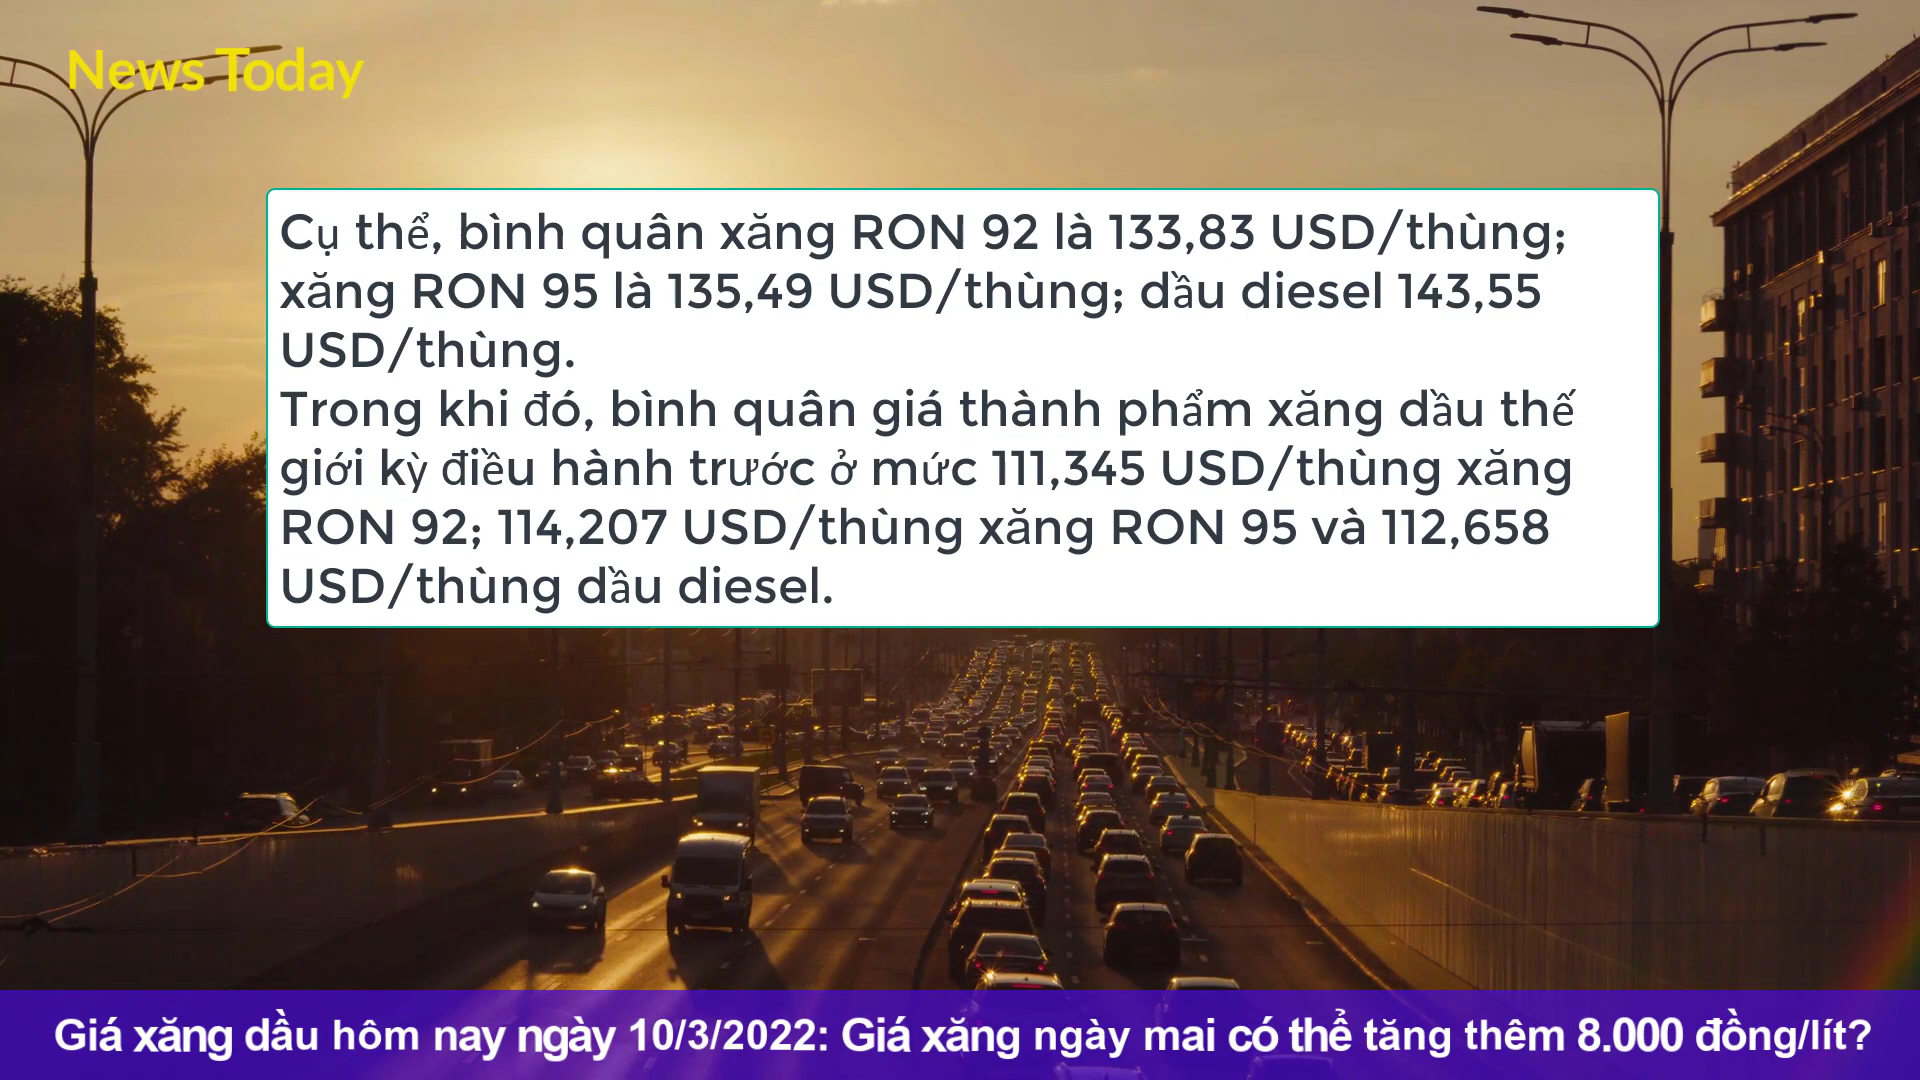 News Today
Cụ thể, bình quân xăng RON 92 là 133,83 USD/thùng;
xăng RON 95 là 135,49 USD/thùng; dầu diesel 143,55
USD/thùng.
Trong khi đó, bình quân giá thành phẩm xăng dầu thế
giới kỳ điều hành trước ở mức 111,345 USD/thùng xăng
RON 92; 114,207 USD/thùng xăng RON 95 và 112,658
USD/thùng dầu diesel.
Giá xăng dầu hôm nay ngày 10/3/2022: Giá xăng ngày mai có thể tăng thêm 8.000 đồng/lít?